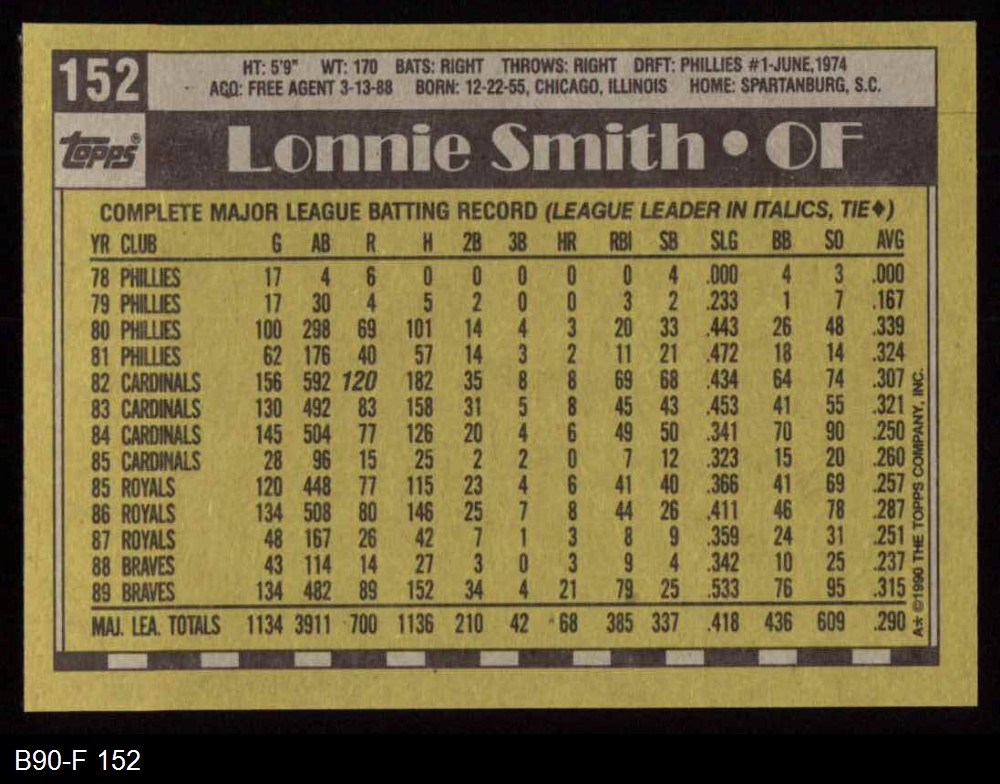 152
HT: 5'9" WT: 170 BATS: RIGHT THROWS: RIGHT DRFT: PHILLIES #1-JUNE, 1974
ACQ: FREE AGENT 3-13-88 BORN: 12-22-55, CHICAGO, ILLINOIS HOME: SPARTANBURG, S.C.
Topps®
Lonnie Smith • OF
COMPLETE MAJOR LEAGUE BATTING RECORD (LEAGUE LEADER IN ITALICS, TIE♦)
YR CLUB G AB R H 2B 3B HR RBI SB SLG BB SO AVG
78 PHILLIES 17 4 6 0 0 0 0 0 4 .000 4 3 .000
79 PHILLIES 17 30 4 5 2 0 0 3 2 .233 1 7 .167
80 PHILLIES 100 298 69 101 14 4 3 20 33 .443 26 48 .339
81 PHILLIES 62 176 40 57 14 3 2 11 21 .472 18 14 .324
82 CARDINALS 156 592 120 182 35 8 8 69 68 .434 64 74 .307
83 CARDINALS 130 492 83 158 31 5 8 45 43 .453 41 55 .321
84 CARDINALS 145 504 77 126 20 4 6 49 50 .341 70 90 .250
85 CARDINALS 28 96 15 25 2 2 0 7 12 .323 15 20 .260
85 ROYALS 120 448 77 115 23 4 6 41 40 .366 41 69 .257
86 ROYALS 134 508 80 146 25 7 8 44 26 .411 46 78 .287
87 ROYALS 48 167 26 42 7 1 3 8 9 .359 24 31 .251
88 BRAVES 43 114 14 27 3 0 3 9 4 .342 10 25 .237
89 BRAVES 134 482 89 152 34 4 21 79 25 .533 76 95 .315
MAJ. LEA. TOTALS 1134 3911 700 1136 210 42 68 385 337 .418 436 609 .290
A* ©1990 THE TOPPS COMPANY, INC.
B90-F 152